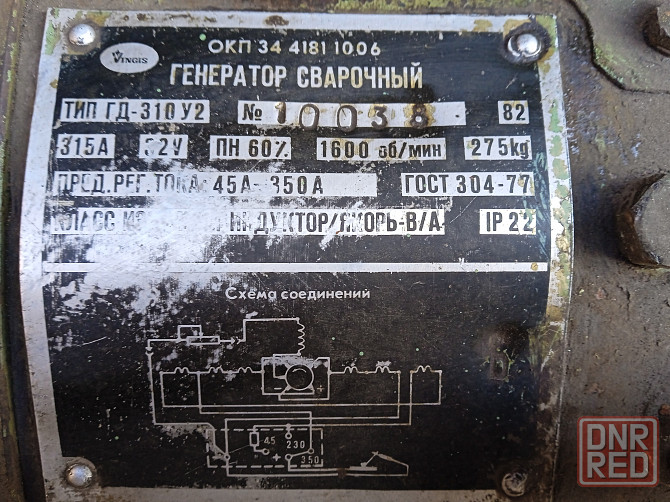 VINGIS
ОКП 34 4181 10.06
ГЕНЕРАТОР СВАРОЧНЫЙ
ТИП ГД-310 У2 № 10038 82
315А 32V ПН 60% 1600 об/мин 275kg
ПРЕД. РЕГ. ТОКА: 45А-350А ГОСТ 304-77
КЛАСС ИНДУКТОР/ЯКОРЬ-В/А IP 22
Схема соединений
45
230
350
DNR
RED